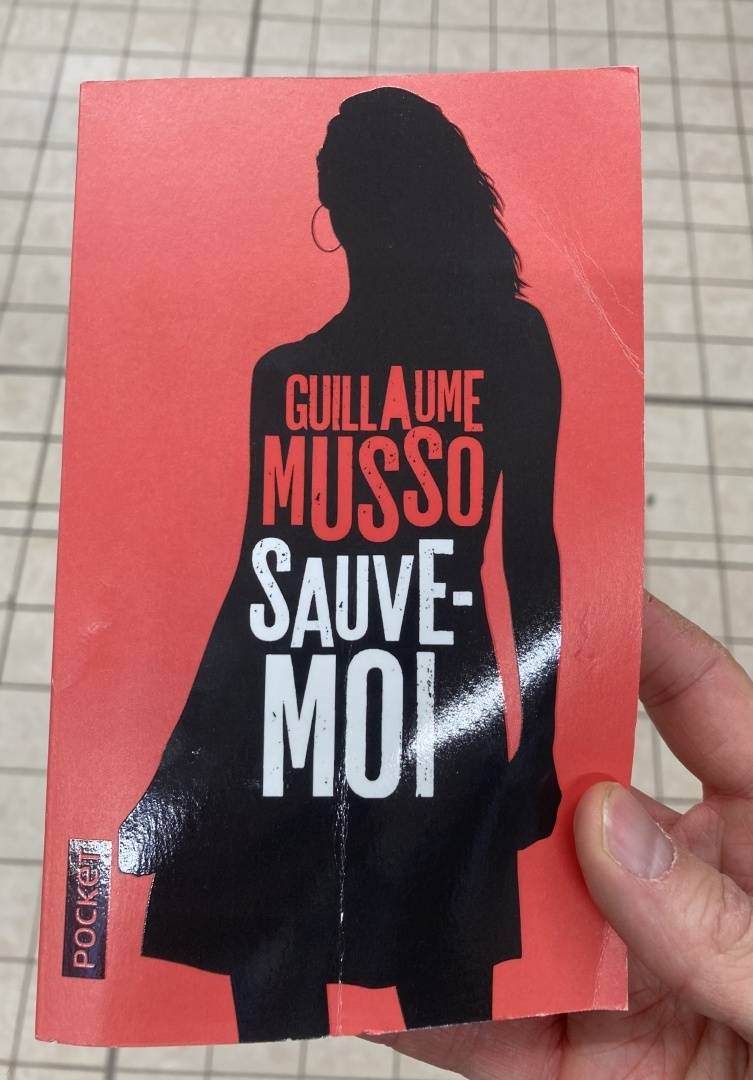 GUILLAUME
MUSSO
SAUVE-
MOI
POCKET